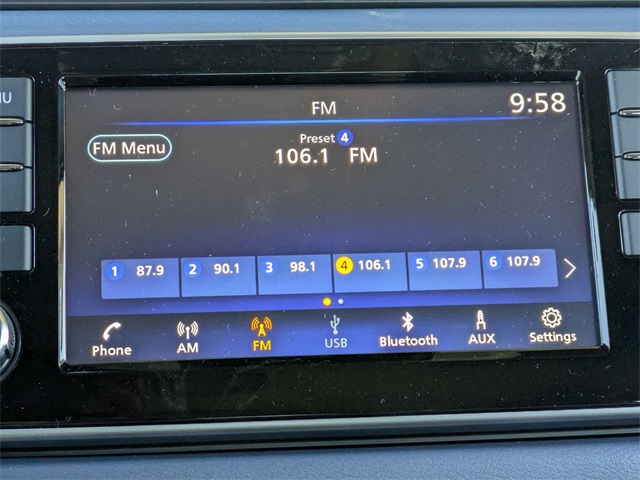 NU
FM 9:58
FM Menu
Preset 4
106.1 FM
1 87.9 2 90.1 3 98.1 4 106.1 5 107.9 6 107.9
Phone AM FM USB Bluetooth AUX Settings